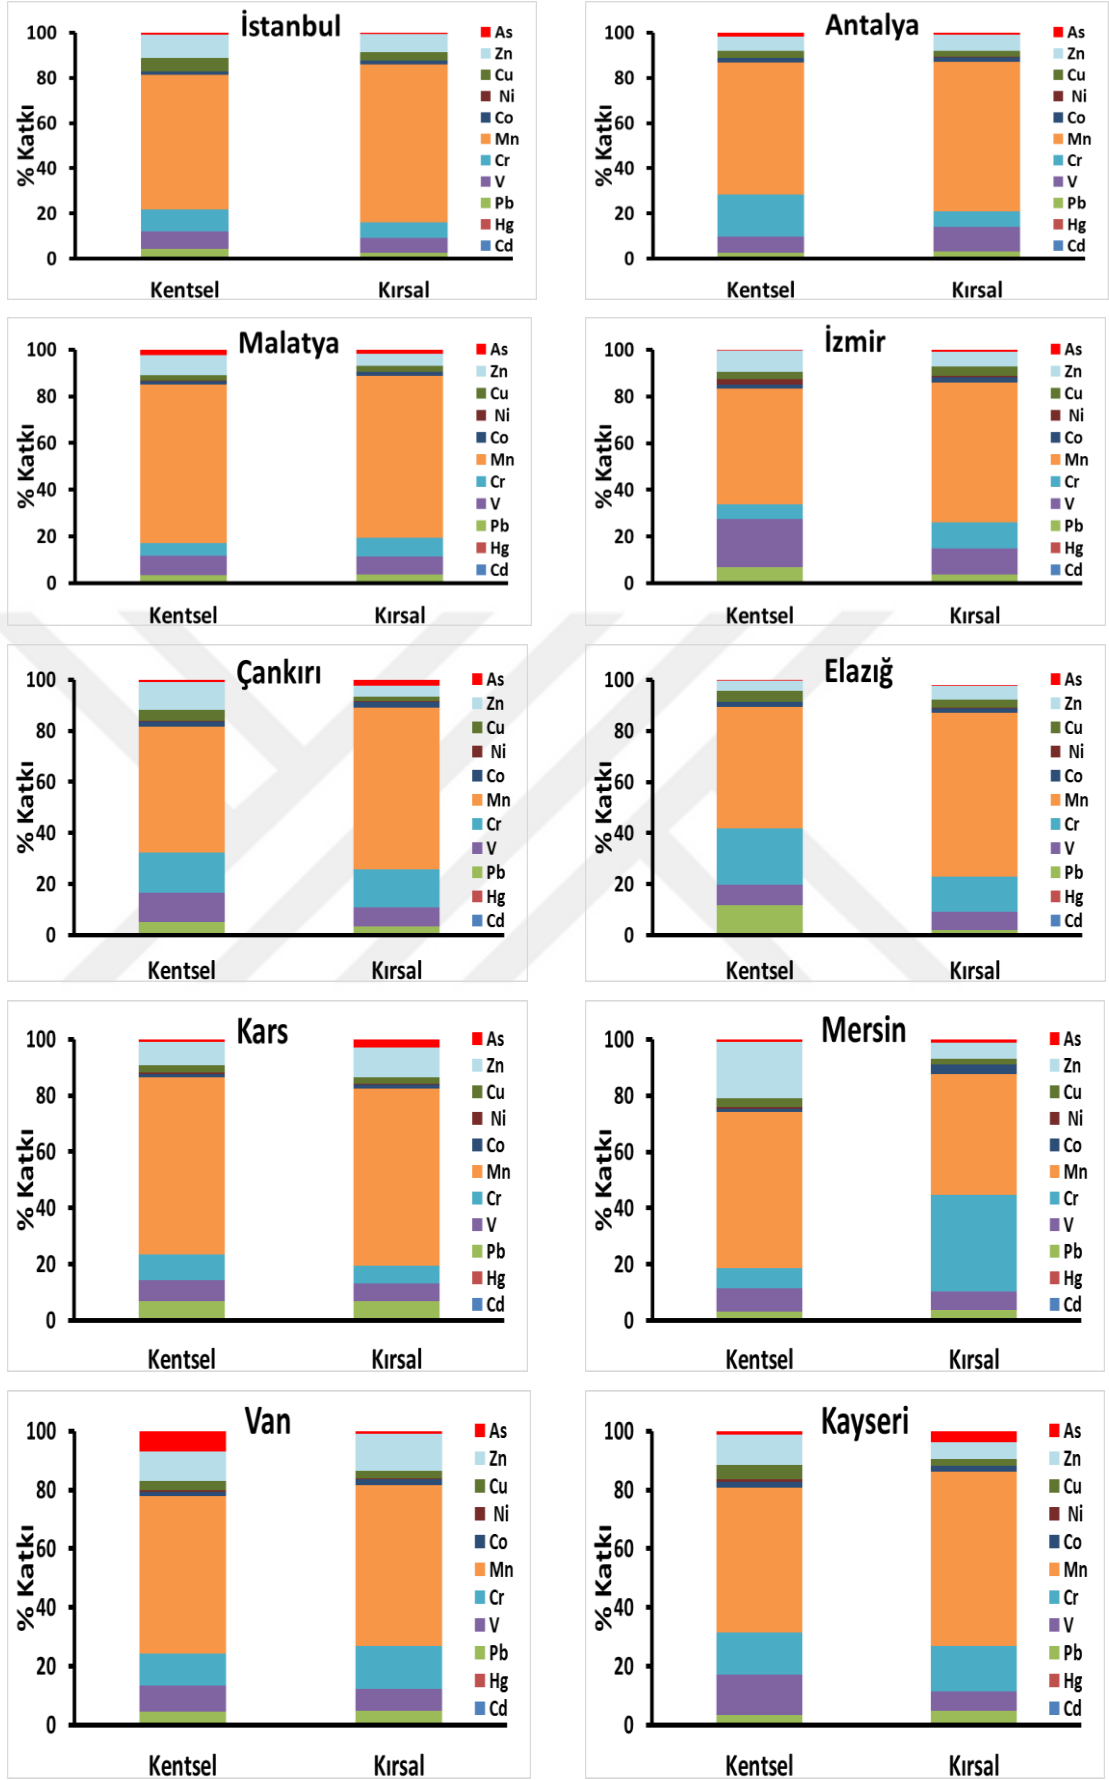 İstanbul
% Katkı
100
80
60
40
20
0
Kentsel Kırsal
As
Zn
Cu
Ni
Co
Mn
Cr
V
Pb
Hg
Cd
Antalya
% Katkı
100
80
60
40
20
0
Kentsel Kırsal
As
Zn
Cu
Ni
Co
Mn
Cr
V
Pb
Hg
Cd
Malatya
% Katkı
100
80
60
40
20
0
Kentsel Kırsal
As
Zn
Cu
Ni
Co
Mn
Cr
V
Pb
Hg
Cd
İzmir
% Katkı
100
80
60
40
20
0
Kentsel Kırsal
As
Zn
Cu
Ni
Co
Mn
Cr
V
Pb
Hg
Cd
Çankırı
% Katkı
100
80
60
40
20
0
Kentsel Kırsal
As
Zn
Cu
Ni
Co
Mn
Cr
V
Pb
Hg
Cd
Elazığ
% Katkı
100
80
60
40
20
0
Kentsel Kırsal
As
Zn
Cu
Ni
Co
Mn
Cr
V
Pb
Hg
Cd
Kars
% Katkı
100
80
60
40
20
0
Kentsel Kırsal
As
Zn
Cu
Ni
Co
Mn
Cr
V
Pb
Hg
Cd
Mersin
% Katkı
100
80
60
40
20
0
Kentsel Kırsal
As
Zn
Cu
Ni
Co
Mn
Cr
V
Pb
Hg
Cd
Van
% Katkı
100
80
60
40
20
0
Kentsel Kırsal
As
Zn
Cu
Ni
Co
Mn
Cr
V
Pb
Hg
Cd
Kayseri
% Katkı
100
80
60
40
20
0
Kentsel Kırsal
As
Zn
Cu
Ni
Co
Mn
Cr
V
Pb
Hg
Cd